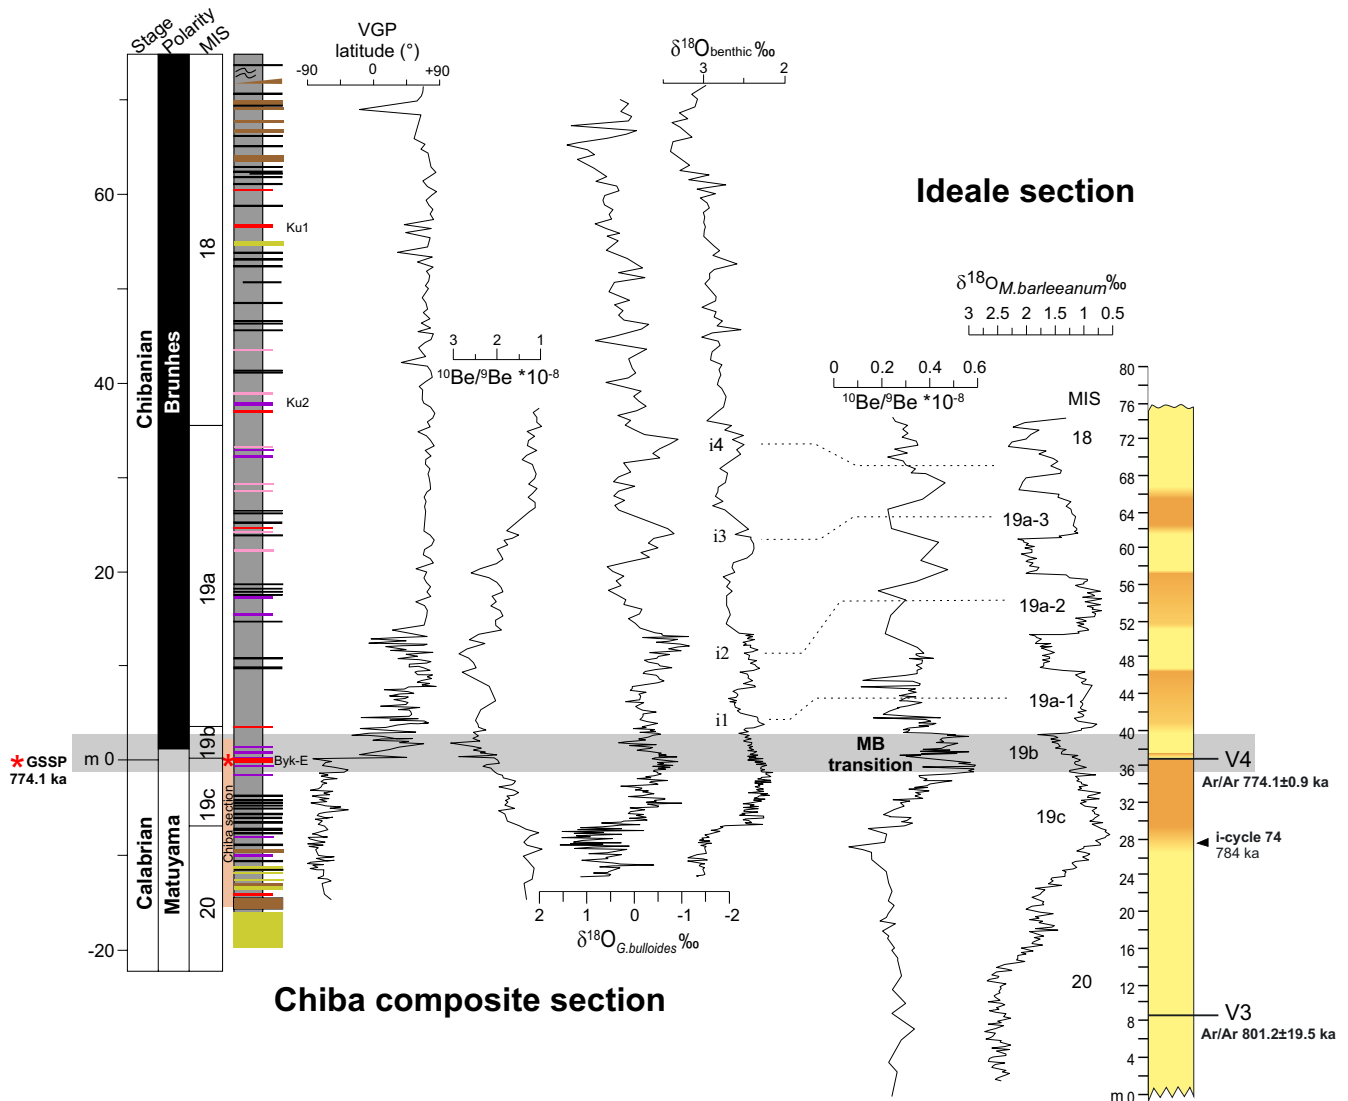 Stage
Polarity
MIS
VGP
latitude (°)
-90 0 +90
δ18Obenthic‰
3 2
Ideale section
δ18OM.barleeanum‰
3 2.5 2 1.5 1 0.5
60
40
20
m 0
-20
Chibanian
Calabrian
Brunhes
Matuyama
18
19a
19b
19c
20
Ku1
Ku2
Byk-E
Chiba section
* GSSP
774.1 ka
*
3 2 1
10Be/9Be *10-8
0 0.2 0.4 0.6
10Be/9Be *10-8
i4
i3
i2
i1
MB
transition
MIS
18
19a-3
19a-2
19a-1
19b
19c
20
80
76
72
68
64
60
56
52
48
44
40
36
32
28
24
20
16
12
8
4
m 0
V4
Ar/Ar 774.1±0.9 ka
i-cycle 74
784 ka
V3
Ar/Ar 801.2±19.5 ka
2 1 0 -1 -2
δ18OG.bulloides‰
Chiba composite section